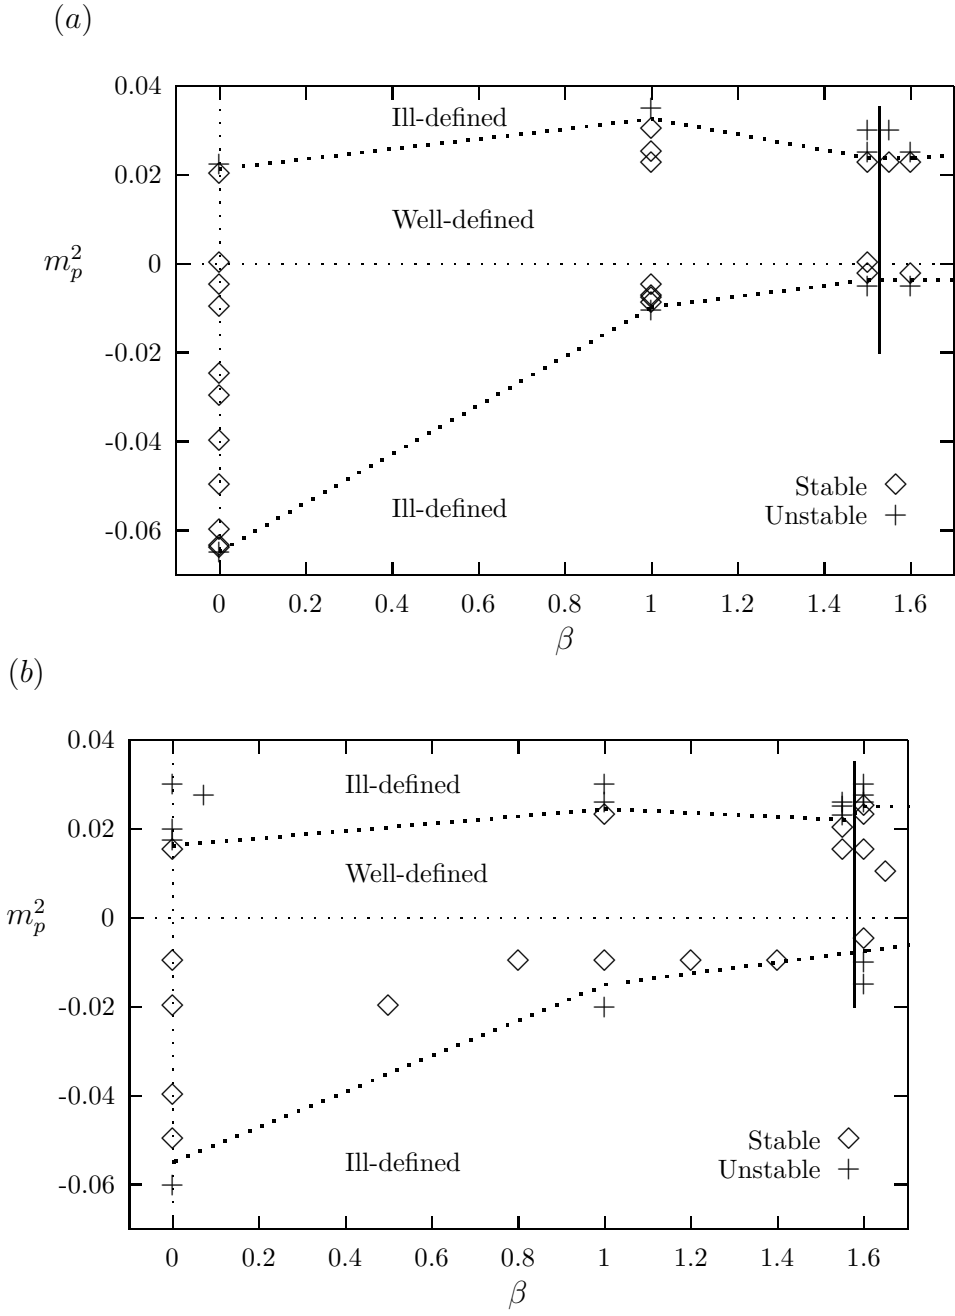 (a)
0.04
Ill-defined
0.02
Well-defined
m_p^2
0
-0.02
-0.04
Stable
Ill-defined
Unstable
-0.06
0 0.2 0.4 0.6 0.8 1 1.2 1.4 1.6
β
(b)
0.04
Ill-defined
0.02
Well-defined
m_p^2
0
-0.02
-0.04
Stable
Ill-defined
Unstable
-0.06
0 0.2 0.4 0.6 0.8 1 1.2 1.4 1.6
β